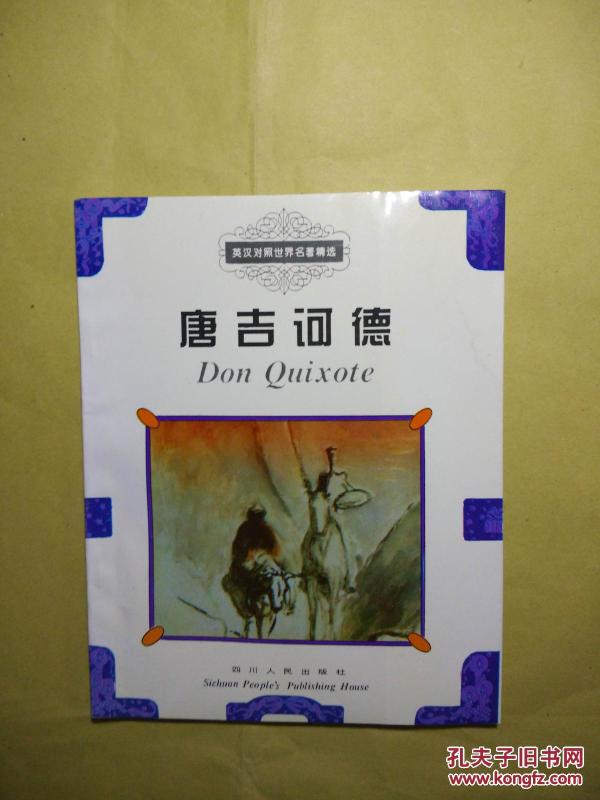 英汉对照世界名著精选
唐吉诃德
Don Quixote
四川人民出版社
Sichuan People's Publishing House
孔夫子旧书网
www.kongfz.com